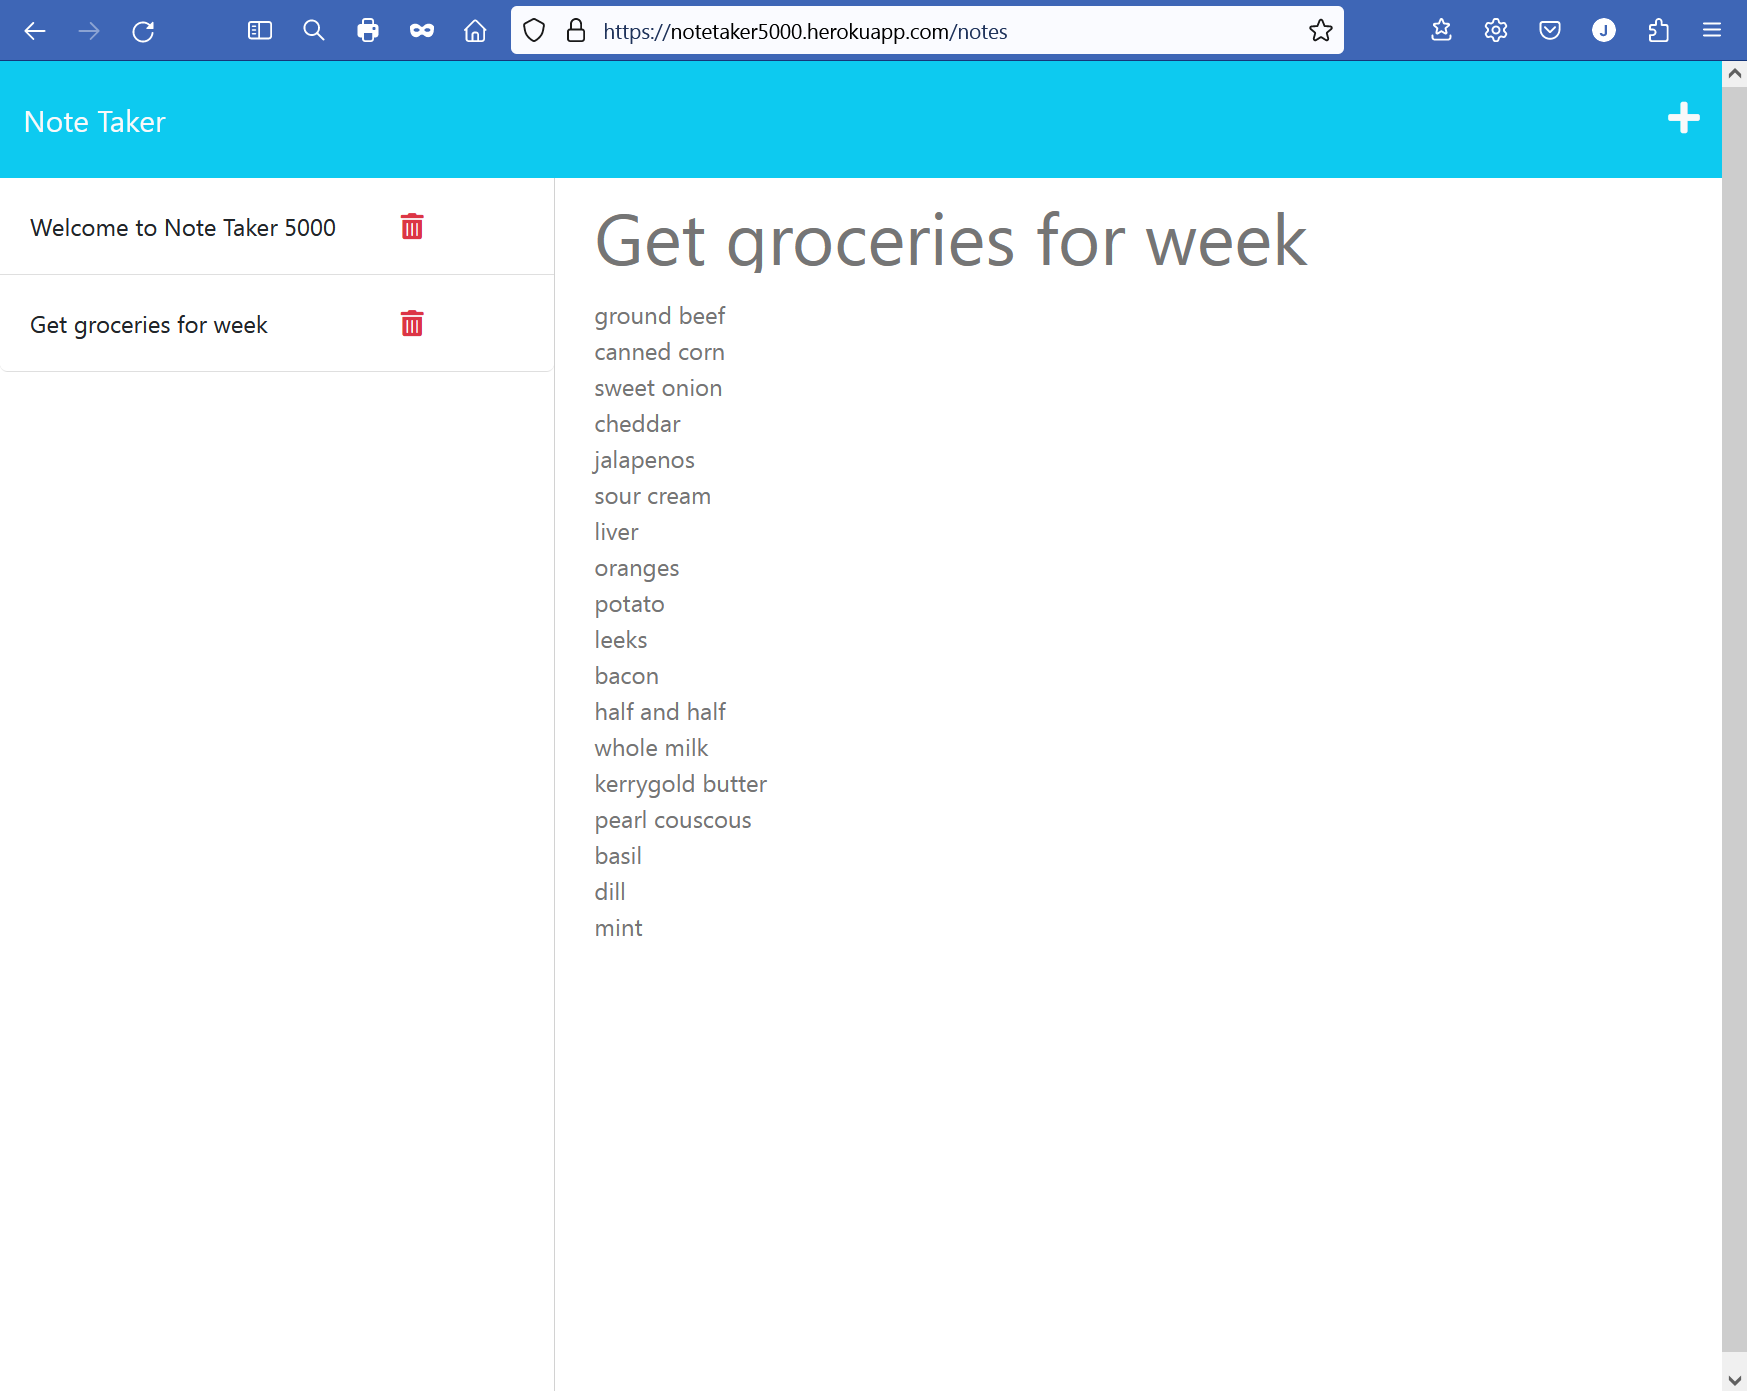 https://notetaker5000.herokuapp.com/notes
J
Note Taker
Welcome to Note Taker 5000
Get groceries for week
Get groceries for week
ground beef
canned corn
sweet onion
cheddar
jalapenos
sour cream
liver
oranges
potato
leeks
bacon
half and half
whole milk
kerrygold butter
pearl couscous
basil
dill
mint